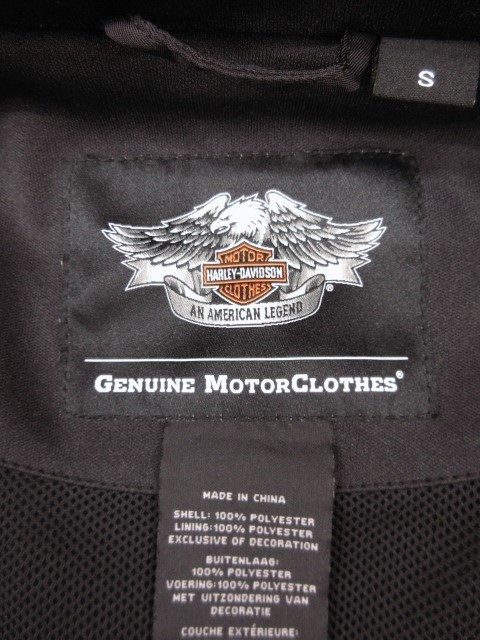 S
MOTOR
HARLEY-DAVIDSON
CLOTHES
®
AN AMERICAN LEGEND
GENUINE MOTORCLOTHES®
MADE IN CHINA
SHELL: 100% POLYESTER
LINING:100% POLYESTER
EXCLUSIVE OF DECORATION
BUITENLAAG:
100% POLYESTER
VOERING:100% POLYESTER
MET UITZONDERING VAN
DECORATIE
COUCHE EXTÉRIEURE: